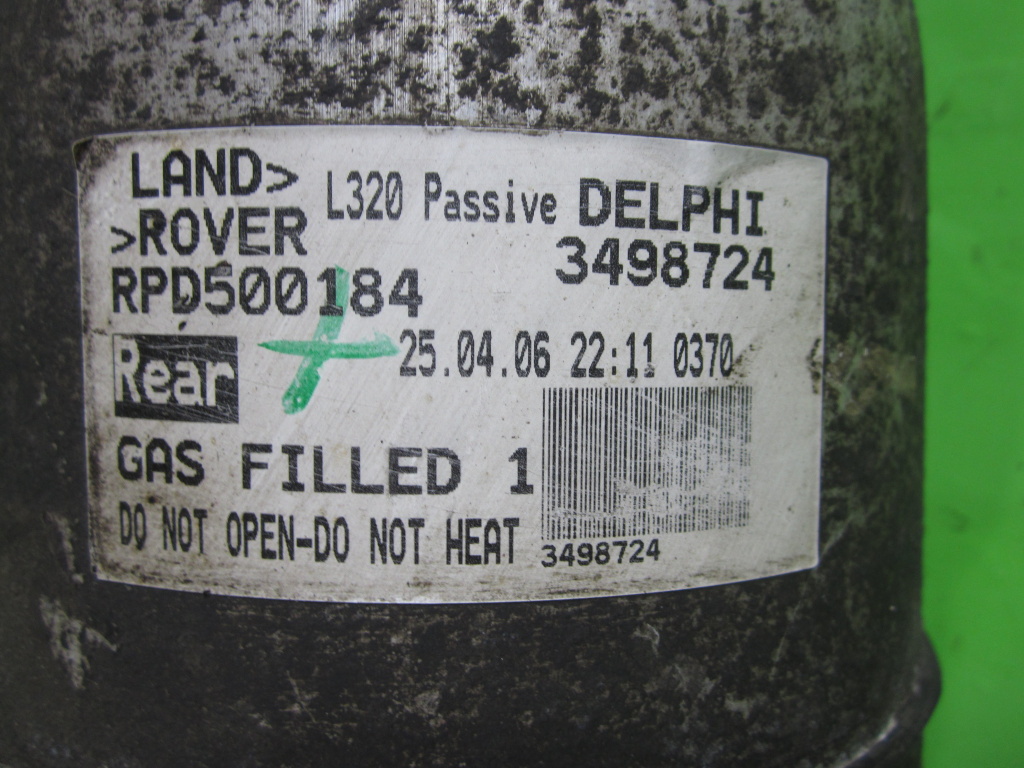 LAND>
>ROVER
L320 Passive
DELPHI
3498724
RPD500184
Rear
25.04.06 22:11 0370
GAS FILLED 1
DO NOT OPEN-DO NOT HEAT
3498724